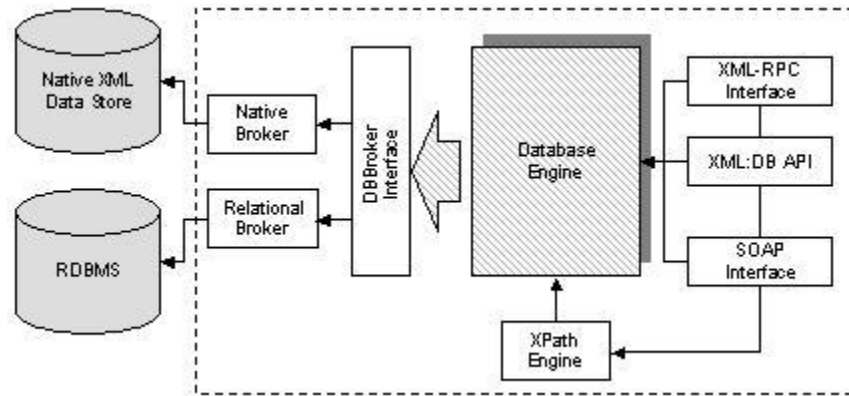 Native XML
Data Store
RDBMS
Native
Broker
Relational
Broker
DBBroker
Interface
Database
Engine
XPath
Engine
XML-RPC
Interface
XML:DB API
SOAP
Interface